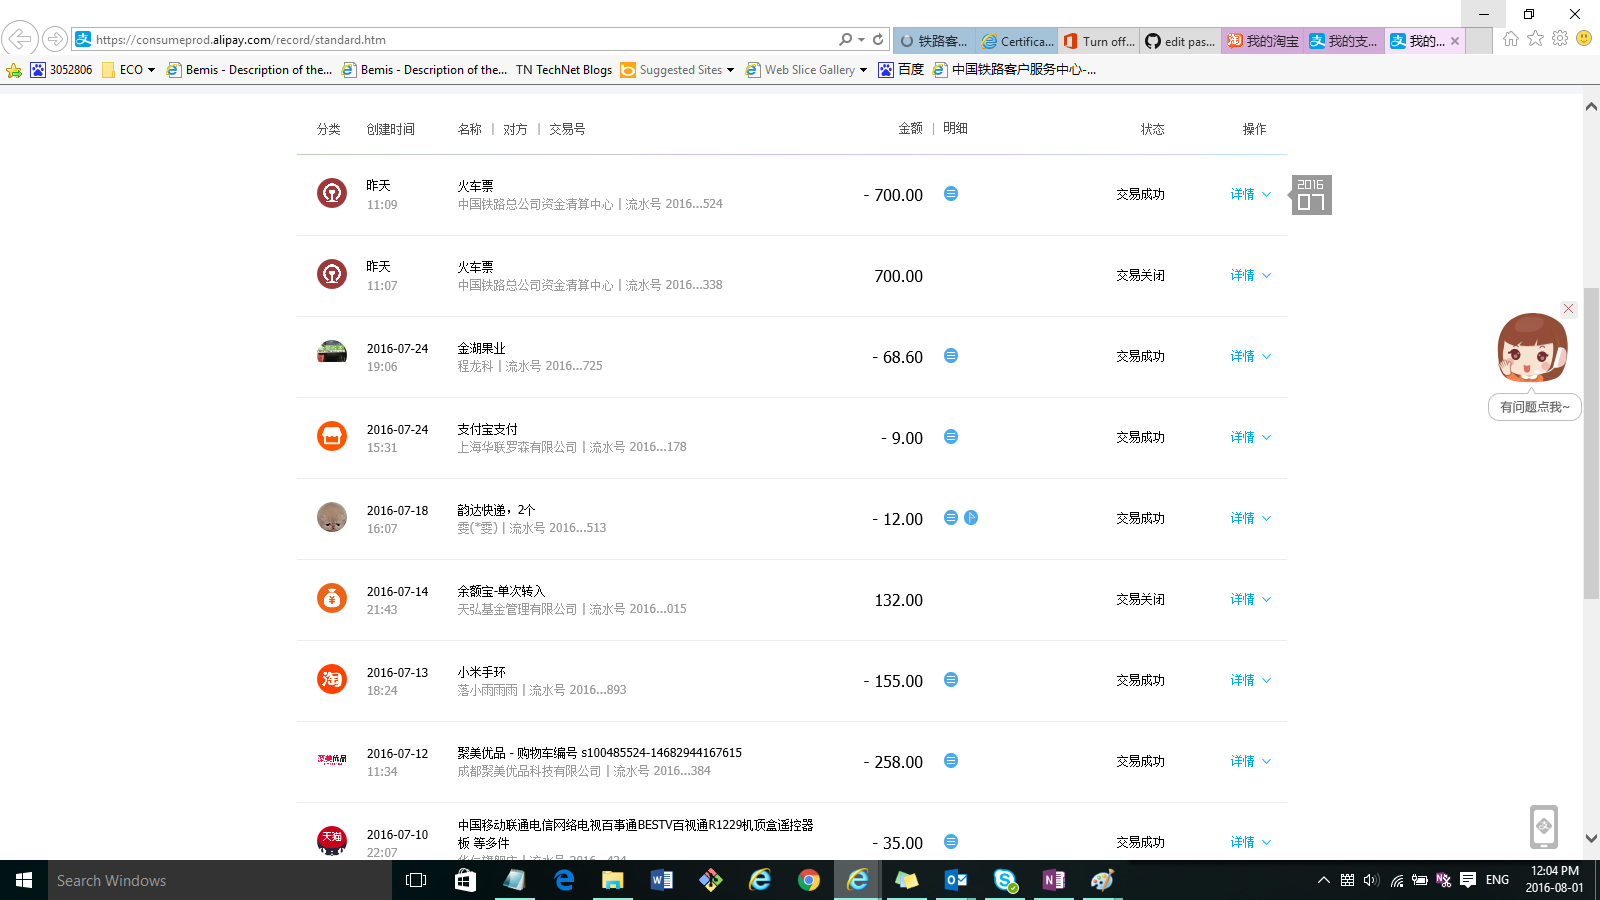 https://consumeprod.alipay.com/record/standard.htm
铁路客...
Certifica...
Turn off...
edit pas...
我的淘宝
我的支...
我的...
3052806
ECO
Bemis - Description of the...
Bemis - Description of the...
TN TechNet Blogs
Suggested Sites
Web Slice Gallery
百度
中国铁路客户服务中心-...
分类 创建时间 名称 | 对方 | 交易号 金额 | 明细 状态 操作
昨天 火车票 - 700.00 交易成功 详情
11:09 中国铁路总公司资金清算中心 | 流水号 2016...524
2016
07
昨天 火车票 700.00 交易关闭 详情
11:07 中国铁路总公司资金清算中心 | 流水号 2016...338
2016-07-24 金湖果业 - 68.60 交易成功 详情
19:06 程龙科 | 流水号 2016...725
有问题点我~
2016-07-24 支付宝支付 - 9.00 交易成功 详情
15:31 上海华联罗森有限公司 | 流水号 2016...178
2016-07-18 韵达快递，2个 - 12.00 交易成功 详情
16:07 雯(*雯) | 流水号 2016...513
2016-07-14 余额宝-单次转入 132.00 交易关闭 详情
21:43 天弘基金管理有限公司 | 流水号 2016...015
淘
2016-07-13 小米手环 - 155.00 交易成功 详情
18:24 落小雨雨雨 | 流水号 2016...893
聚美优品
2016-07-12 聚美优品 - 购物车编号 s100485524-14682944167615 - 258.00 交易成功 详情
11:34 成都聚美优品科技有限公司 | 流水号 2016...384
天猫
2016-07-10 中国移动联通电信网络电视百事通BESTV百视通R1229机顶盒遥控器
板 等多件 - 35.00 交易成功 详情
22:07
Search Windows
ENG
12:04 PM
2016-08-01